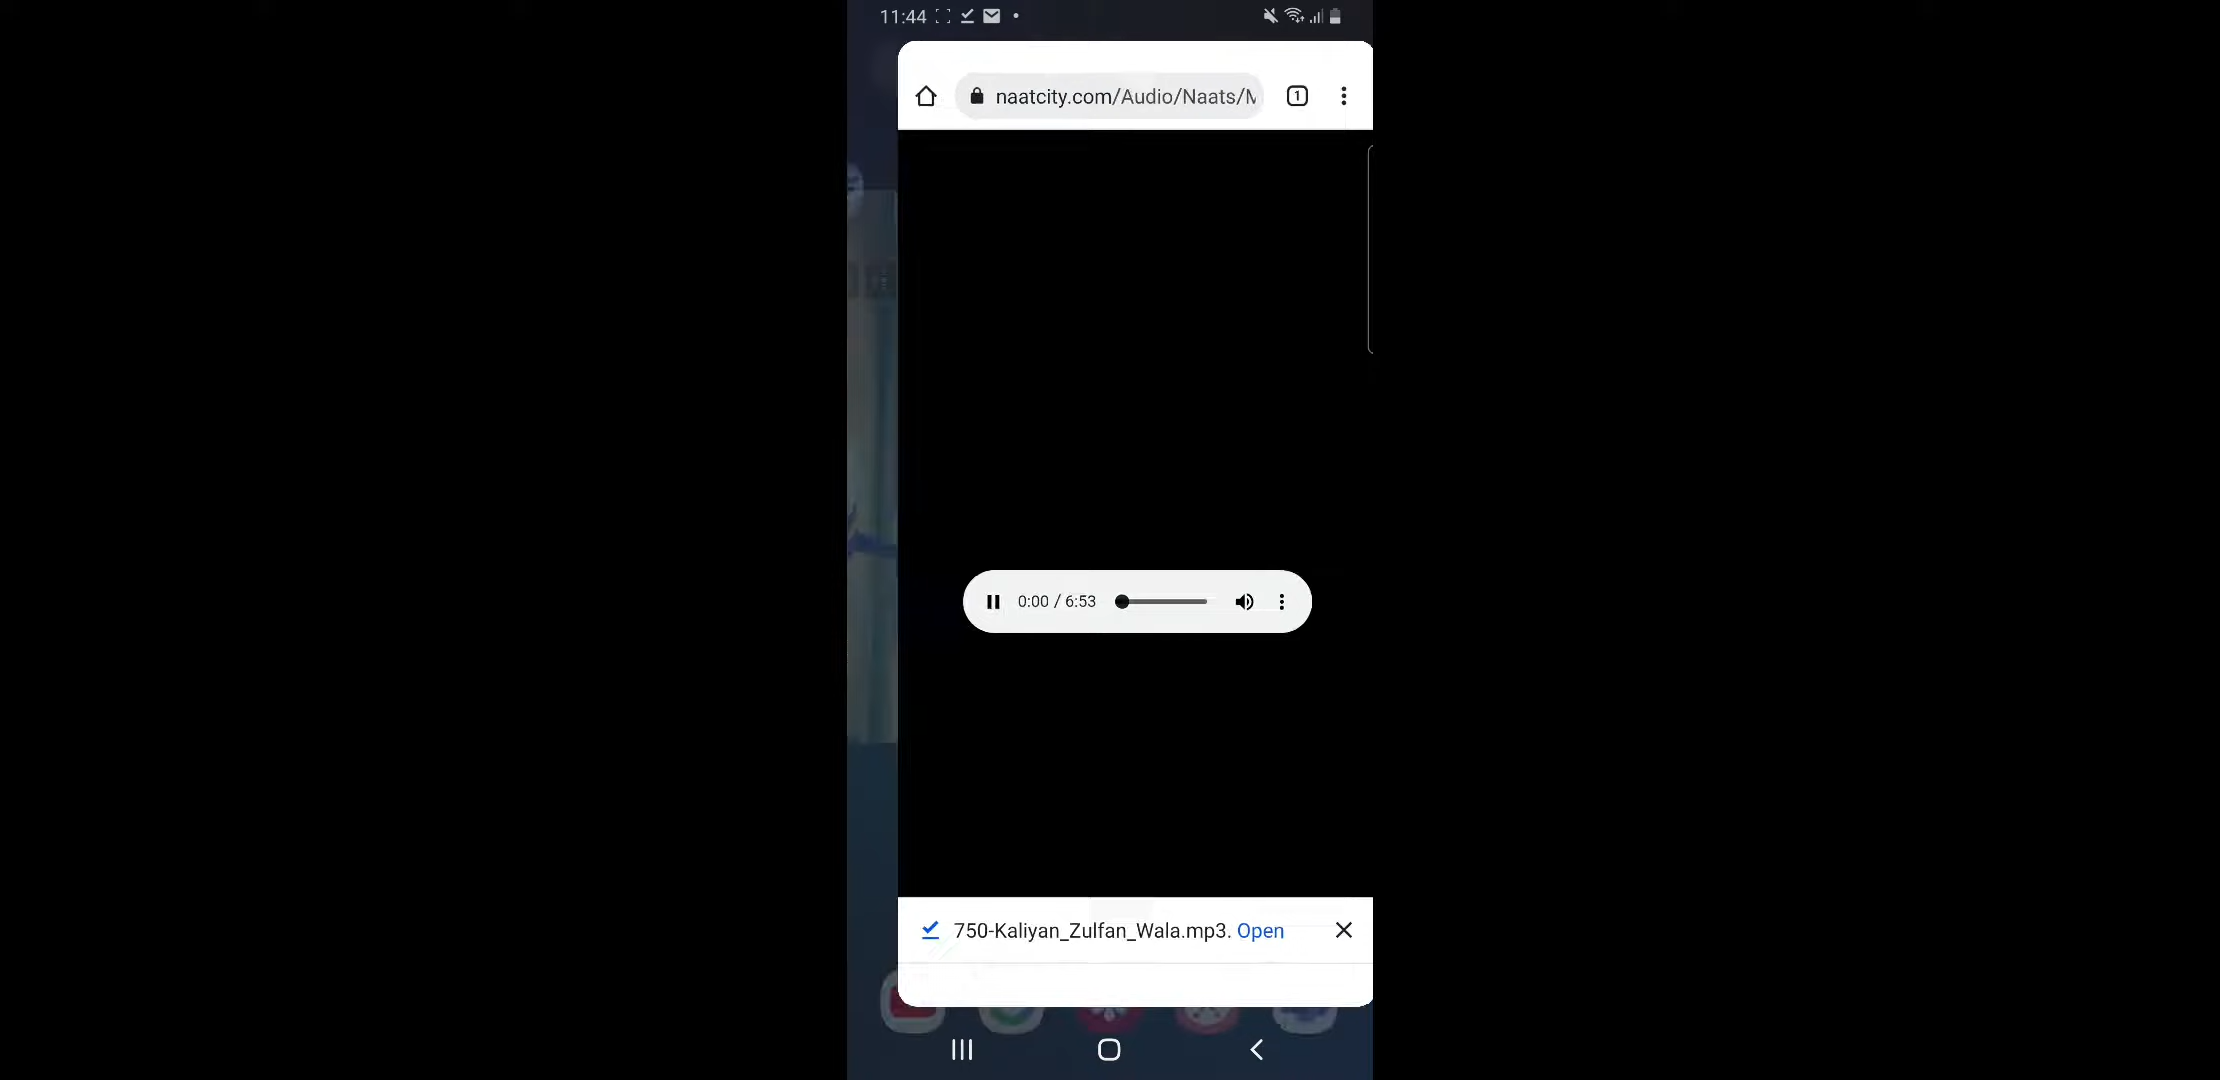 11:44
naatcity.com/Audio/Naats/M
1
0:00 / 6:53
750-Kaliyan_Zulfan_Wala.mp3. Open